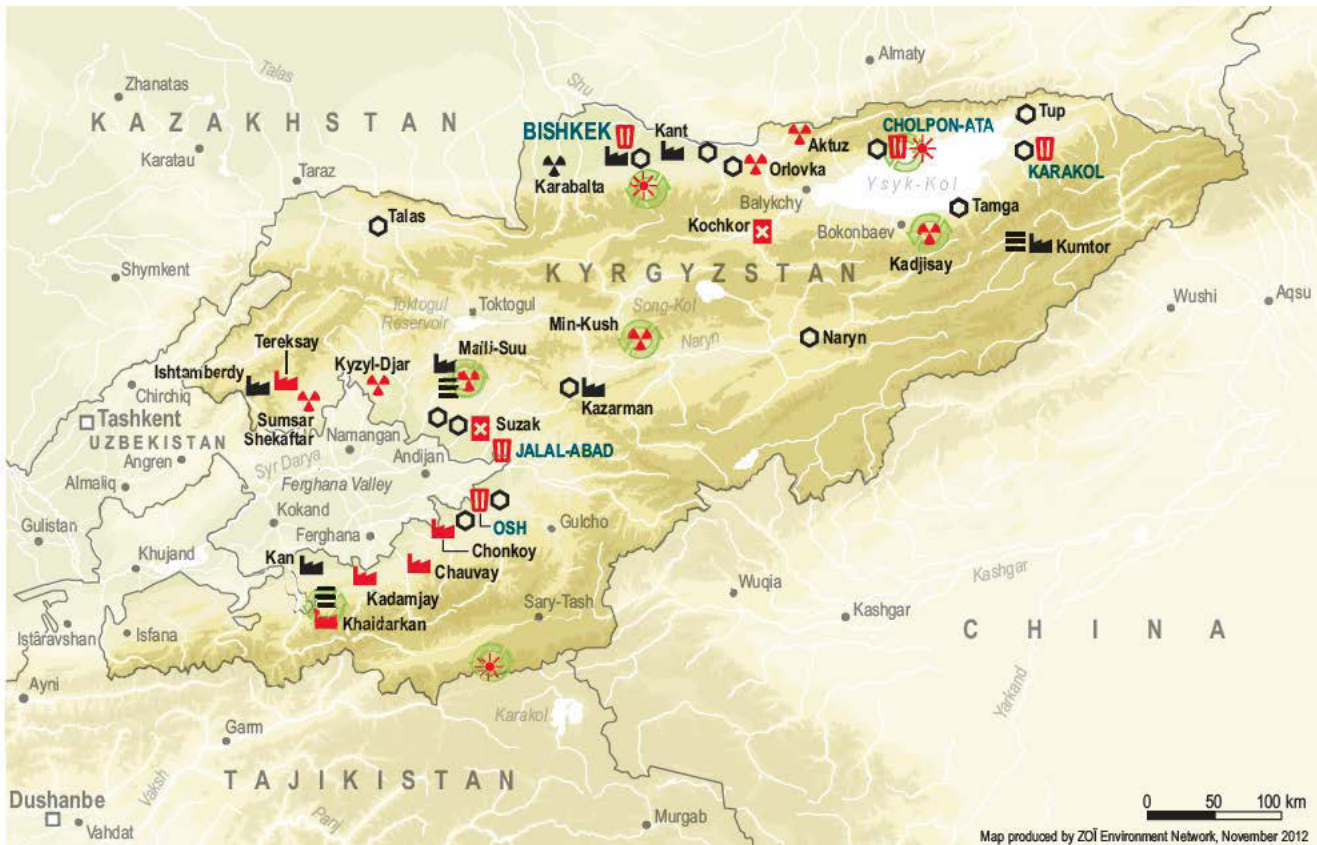 Almaty
Zhanatas
Talas
Shu
KAZAKHSTAN
Tup
BISHKEK
Kant
CHOLPON-ATA
Aktuz
Karatau
Karabalta
Orlovka
KARAKOL
Taraz
Ysyk-Kol
Balykchy
Talas
Tamga
Kochkor
Bokonbaev
Kumtor
Kadjisay
Shymkent
KYRGYZSTAN
Toktogul
Reservoir
Toktogul
Song-Kol
Wushi
Aqsu
Min-Kush
Naryn
Naryn
Tereksay
Maili-Suu
Kyzyl-Djar
Ishtamberdy
Chirchiq
Kazarman
Tashkent
Sumsar
Shekaftar
Suzak
UZBEKISTAN
Namangan
JALAL-ABAD
Angren
Syr Darya
Andijan
Almaliq
Ferghana Valley
Kokand
Gulistan
OSH
Gulcho
Ferghana
Khujand
Kan
Chonkoy
Chauvay
Kashgar
Kadamjay
Wuqia
Sary-Tash
Kashgar
Khaidarkan
Istaravshan
Isfana
CHINA
Ayni
Karakol
Yarkand
Garm
TAJIKISTAN
Vaksh
Dushanbe
Panj
Vahdat
Murgab
0 50 100 km
Map produced by ZOÏ Environment Network, November 2012